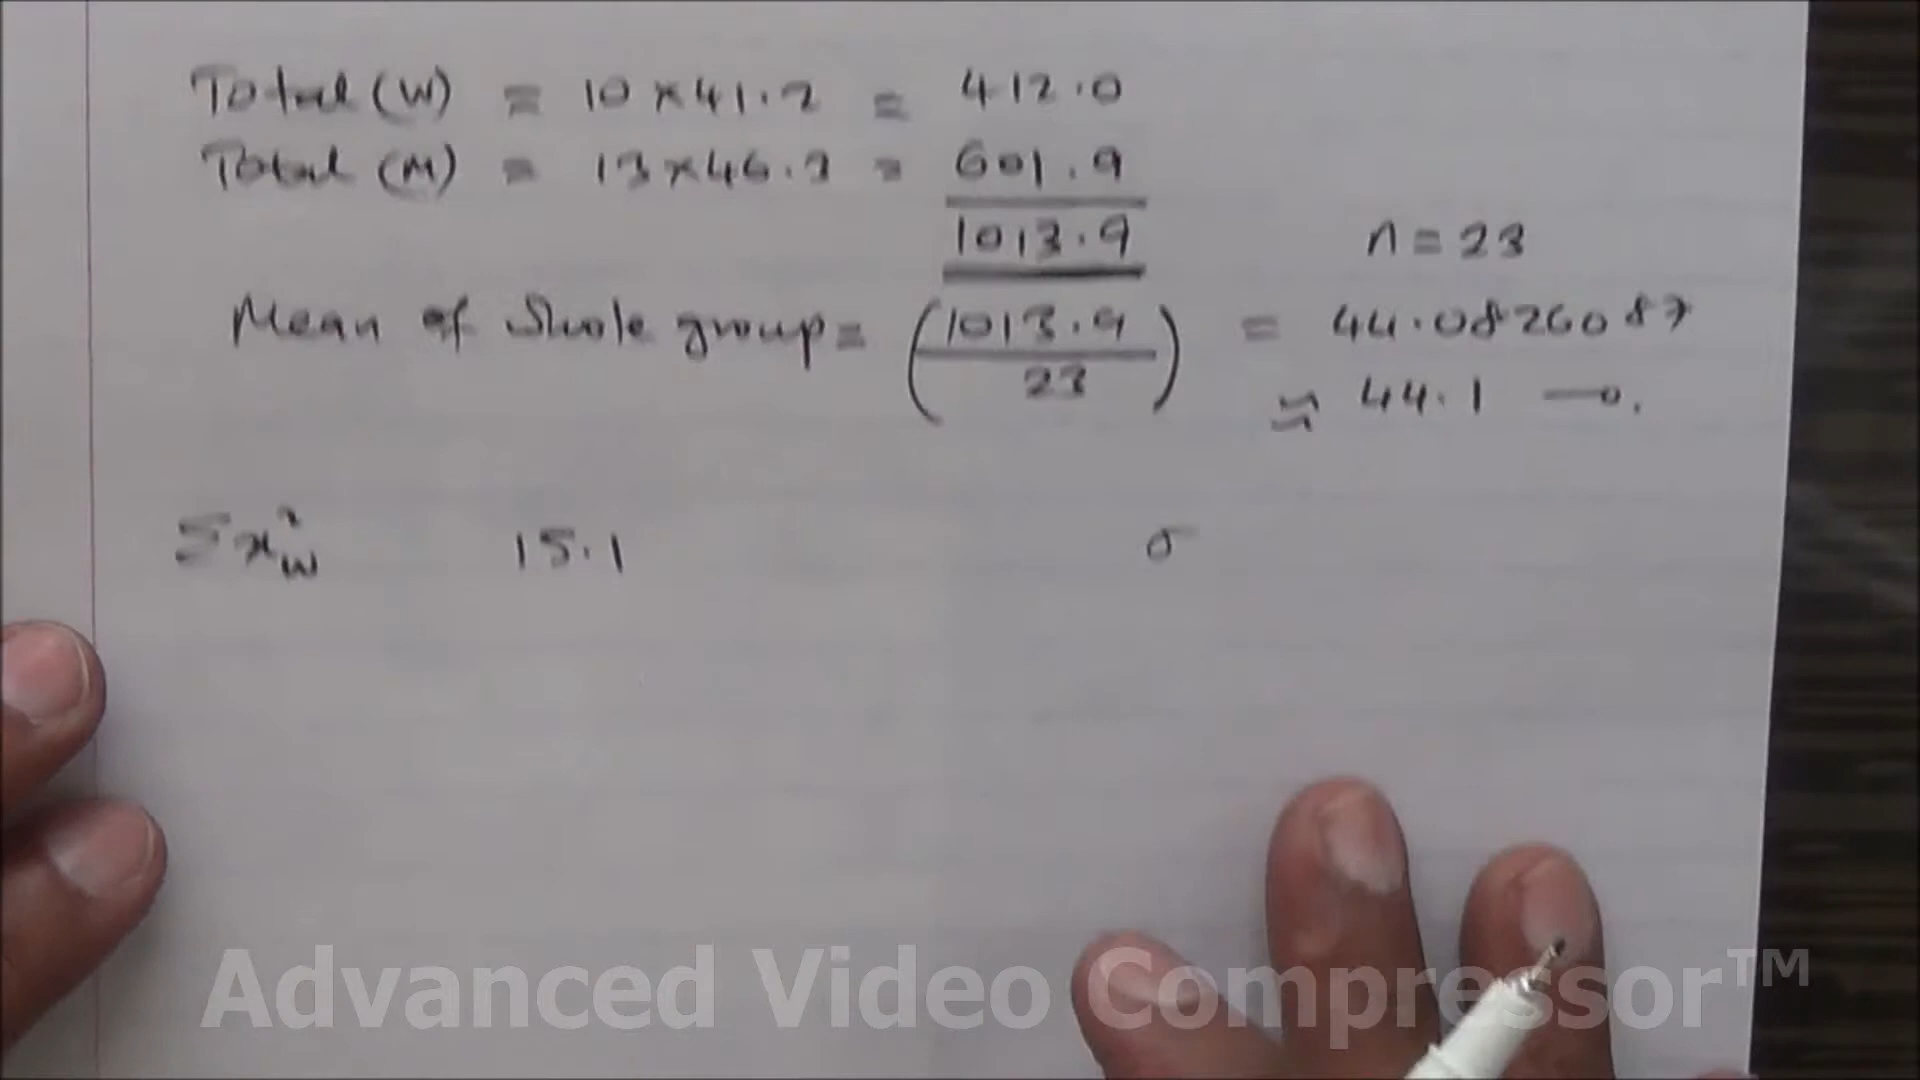 Total (W) = 10 × 41.2 = 412.0
Total (M) = 13 × 46.3 = 601.9
1013.9
n = 23
Mean of whole group = (1013.9 / 23) = 44.0826087
≈ 44.1
Σx²w 15.1 σ
Advanced Video Compressor™